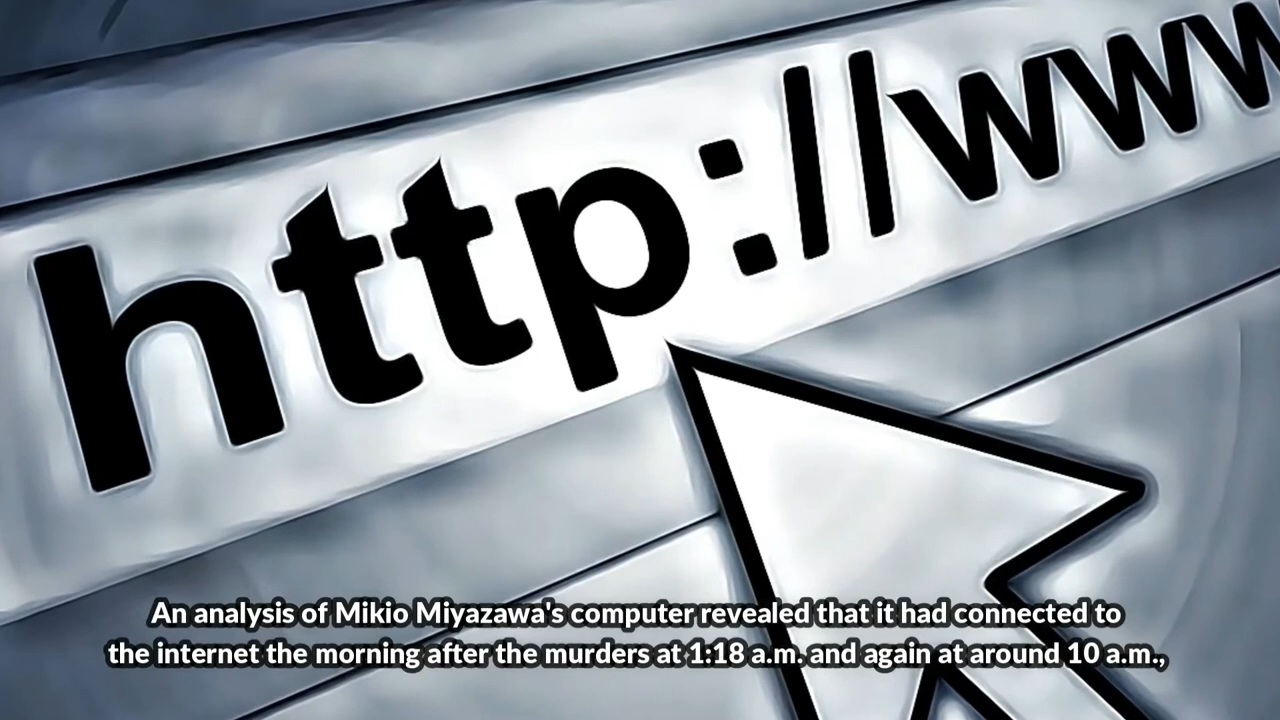 http://www
An analysis of Mikio Miyazawa's computer revealed that it had connected to
the internet the morning after the murders at 1:18 a.m. and again at around 10 a.m.,